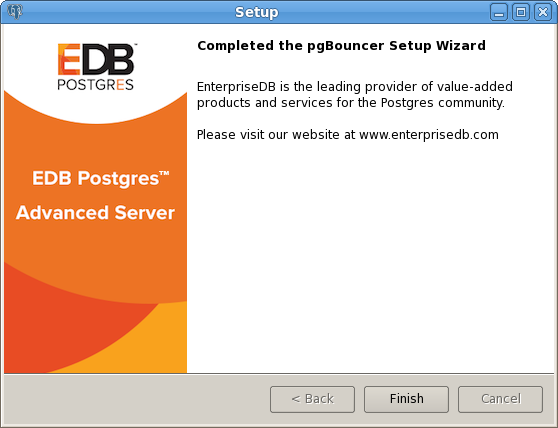 Setup
EDB™
POSTGRES
EDB Postgres™
Advanced Server
Completed the pgBouncer Setup Wizard
EnterpriseDB is the leading provider of value-added
products and services for the Postgres community.
Please visit our website at www.enterprisedb.com
< Back
Finish
Cancel